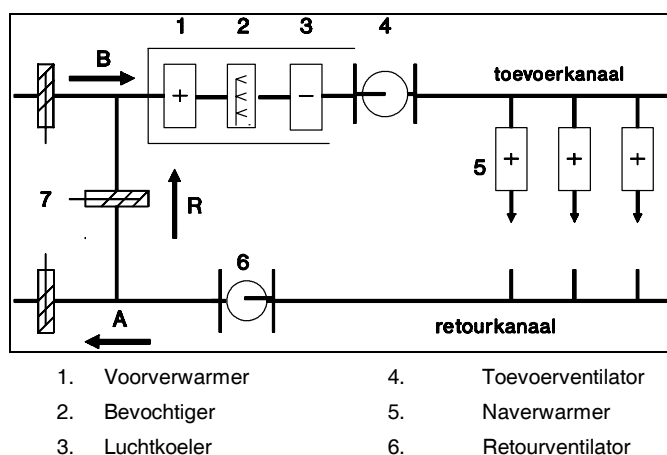 1 2 3 4
B
toevoerkanaal
5
7
R
6
A
retourkanaal
1. Voorverwarmer 4. Toevoerventilator
2. Bevochtiger 5. Naverwarmer
3. Luchtkoeler 6. Retourventilator